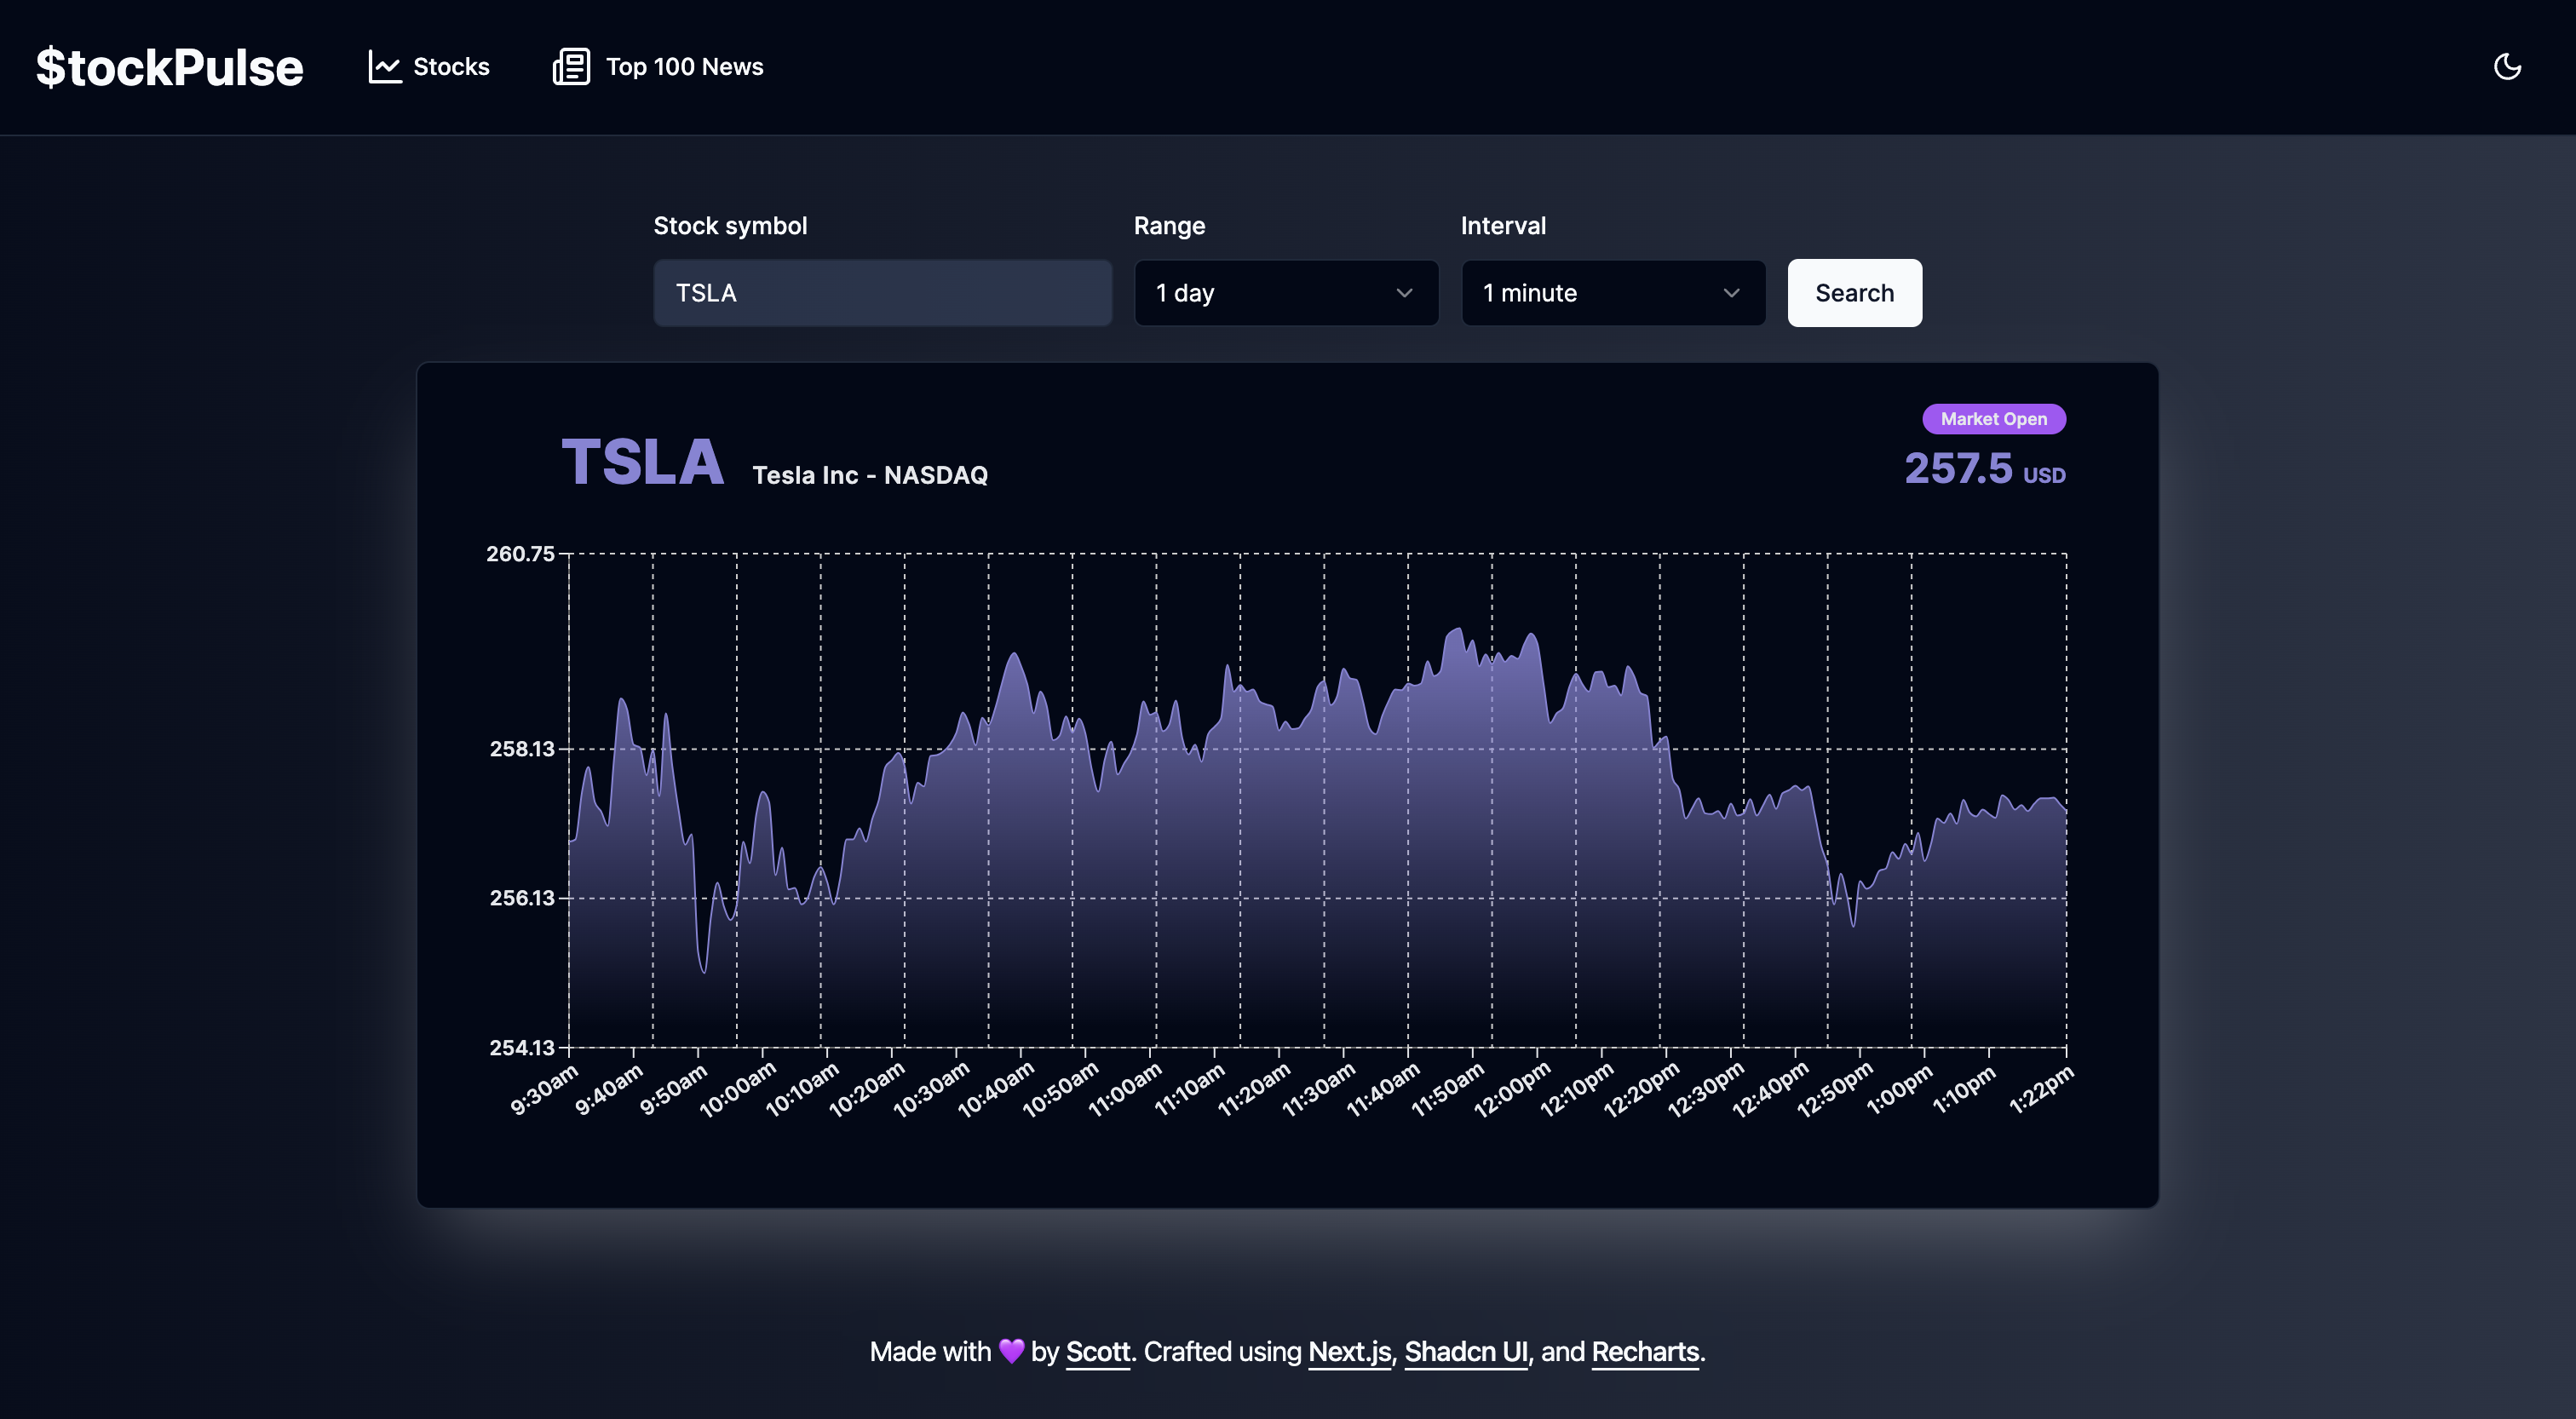 $tockPulse Stocks Top 100 News
Stock symbol Range Interval
TSLA 1 day 1 minute Search
Market Open
TSLA Tesla Inc - NASDAQ 257.5 USD
260.75
258.13
256.13
254.13
9:30am 9:40am 9:50am 10:00am 10:10am 10:20am 10:30am 10:40am 10:50am 11:00am 11:10am 11:20am 11:30am 11:40am 11:50am 12:00pm 12:10pm 12:20pm 12:30pm 12:40pm 12:50pm 1:00pm 1:10pm 1:22pm
Made with 💜 by Scott. Crafted using Next.js, Shadcn UI, and Recharts.